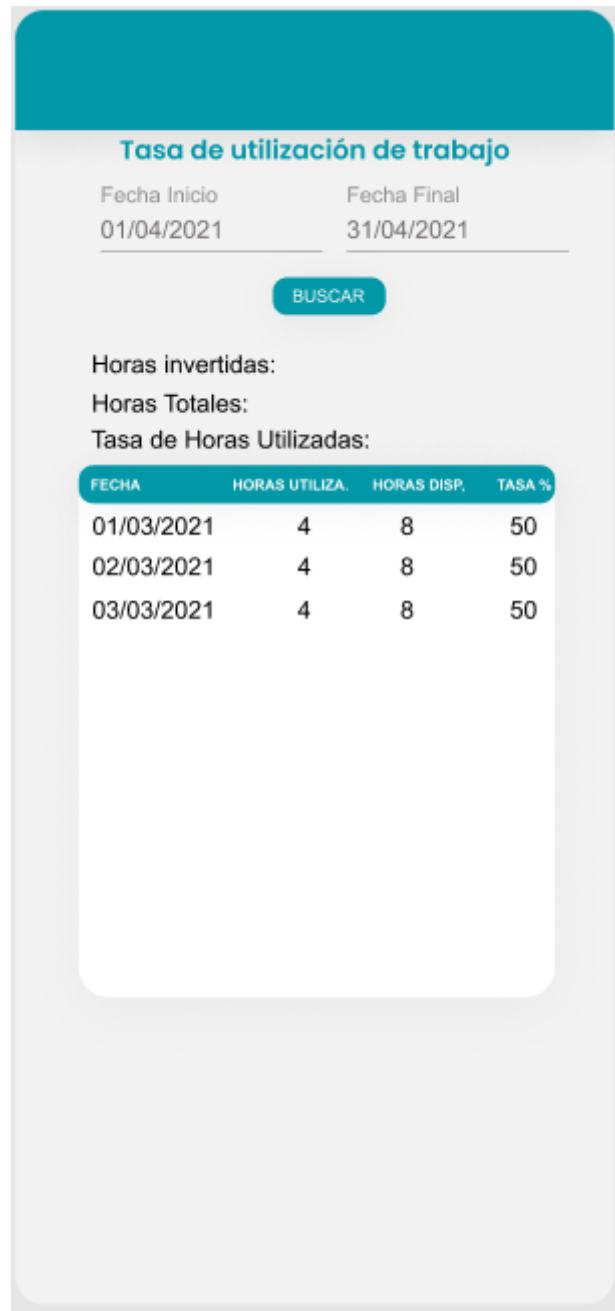 Tasa de utilización de trabajo
Fecha Inicio Fecha Final
01/04/2021 31/04/2021
BUSCAR
Horas invertidas:
Horas Totales:
Tasa de Horas Utilizadas:
FECHA HORAS UTILIZA. HORAS DISP, TASA %
01/03/2021 4 8 50
02/03/2021 4 8 50
03/03/2021 4 8 50